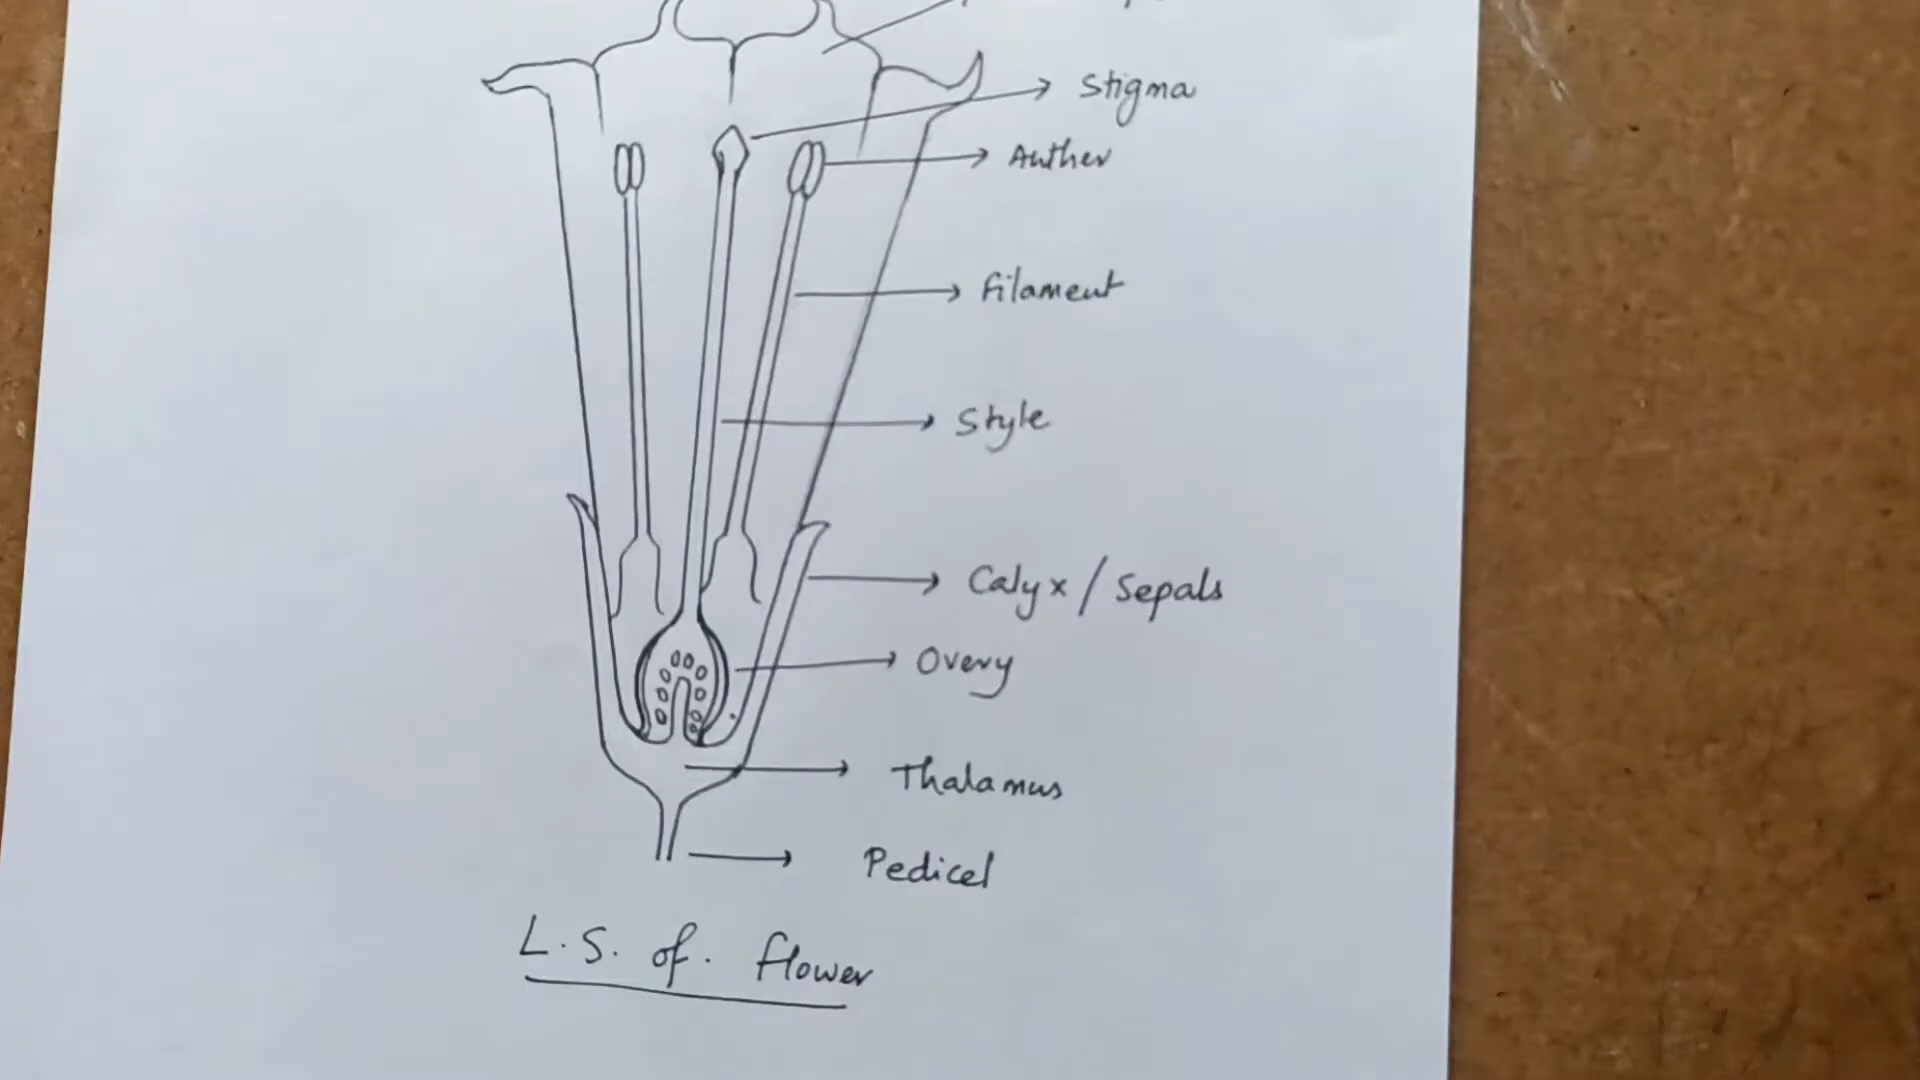 Stigma
Anther
filament
Style
Calyx / Sepals
Overy
Thalamus
Pedicel
L.S. of. flower